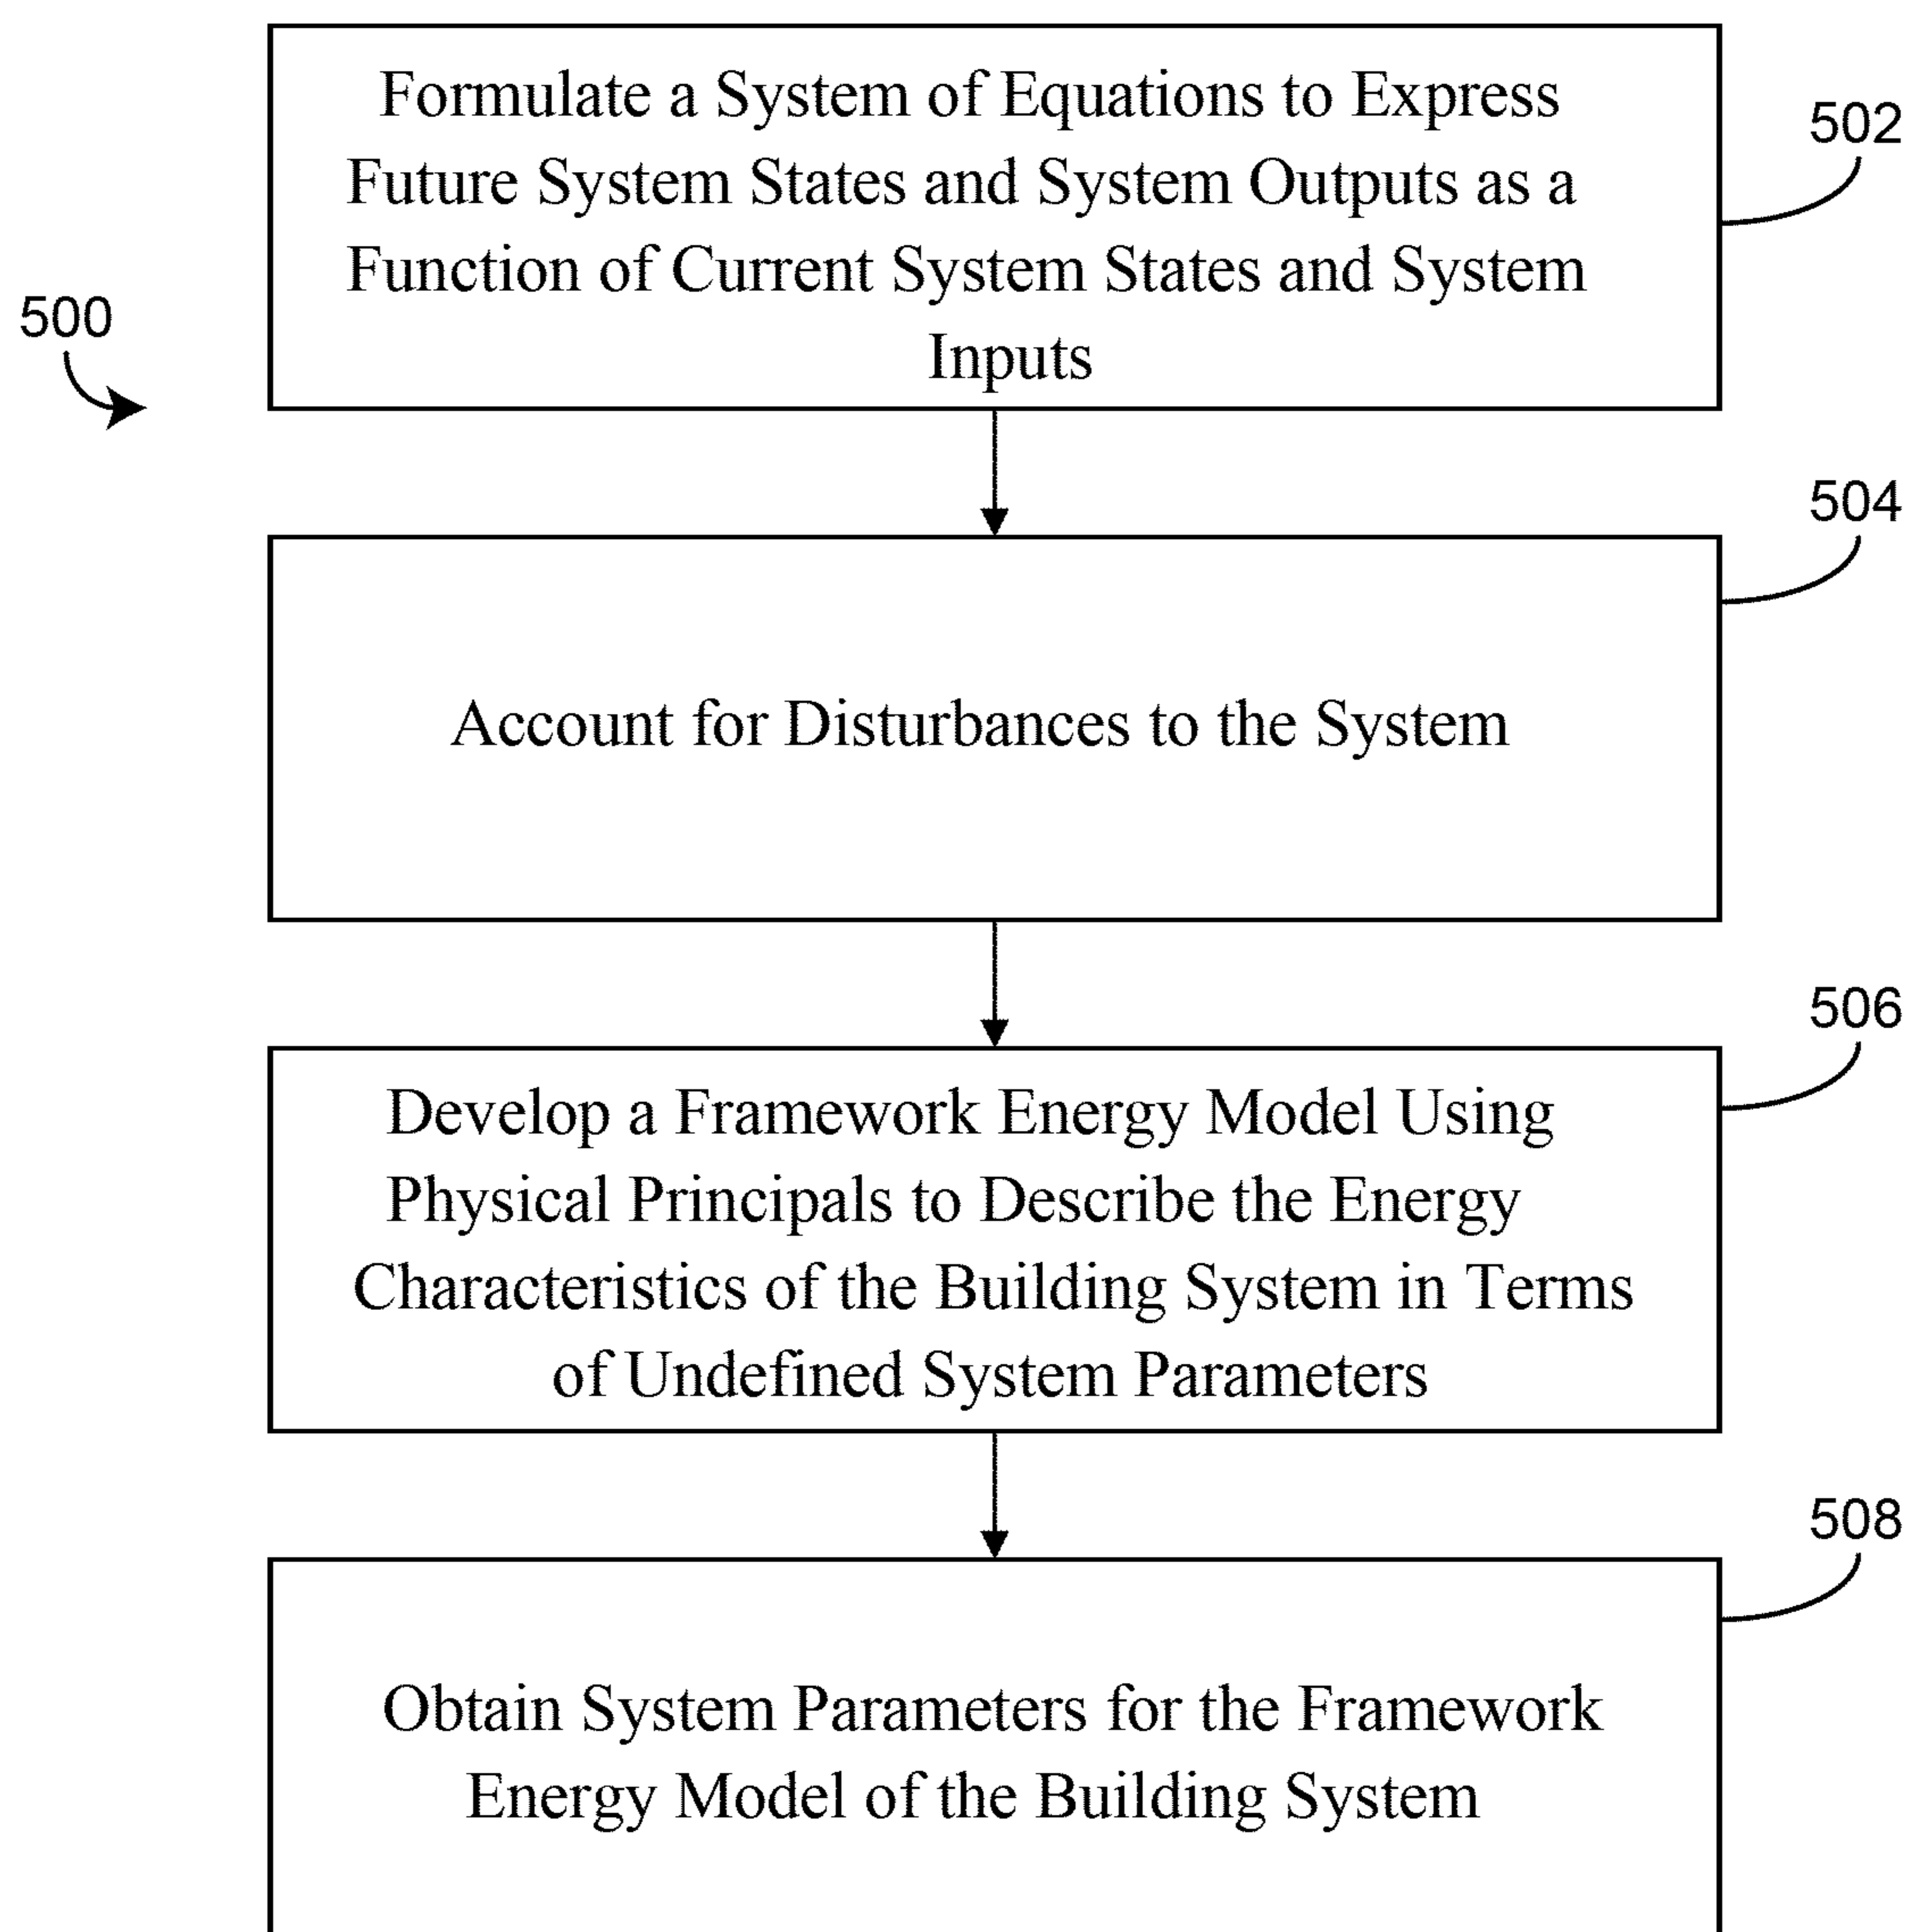 Formulate a System of Equations to Express
Future System States and System Outputs as a
Function of Current System States and System
Inputs
502
500
504
Account for Disturbances to the System
506
Develop a Framework Energy Model Using
Physical Principals to Describe the Energy
Characteristics of the Building System in Terms
of Undefined System Parameters
508
Obtain System Parameters for the Framework
Energy Model of the Building System